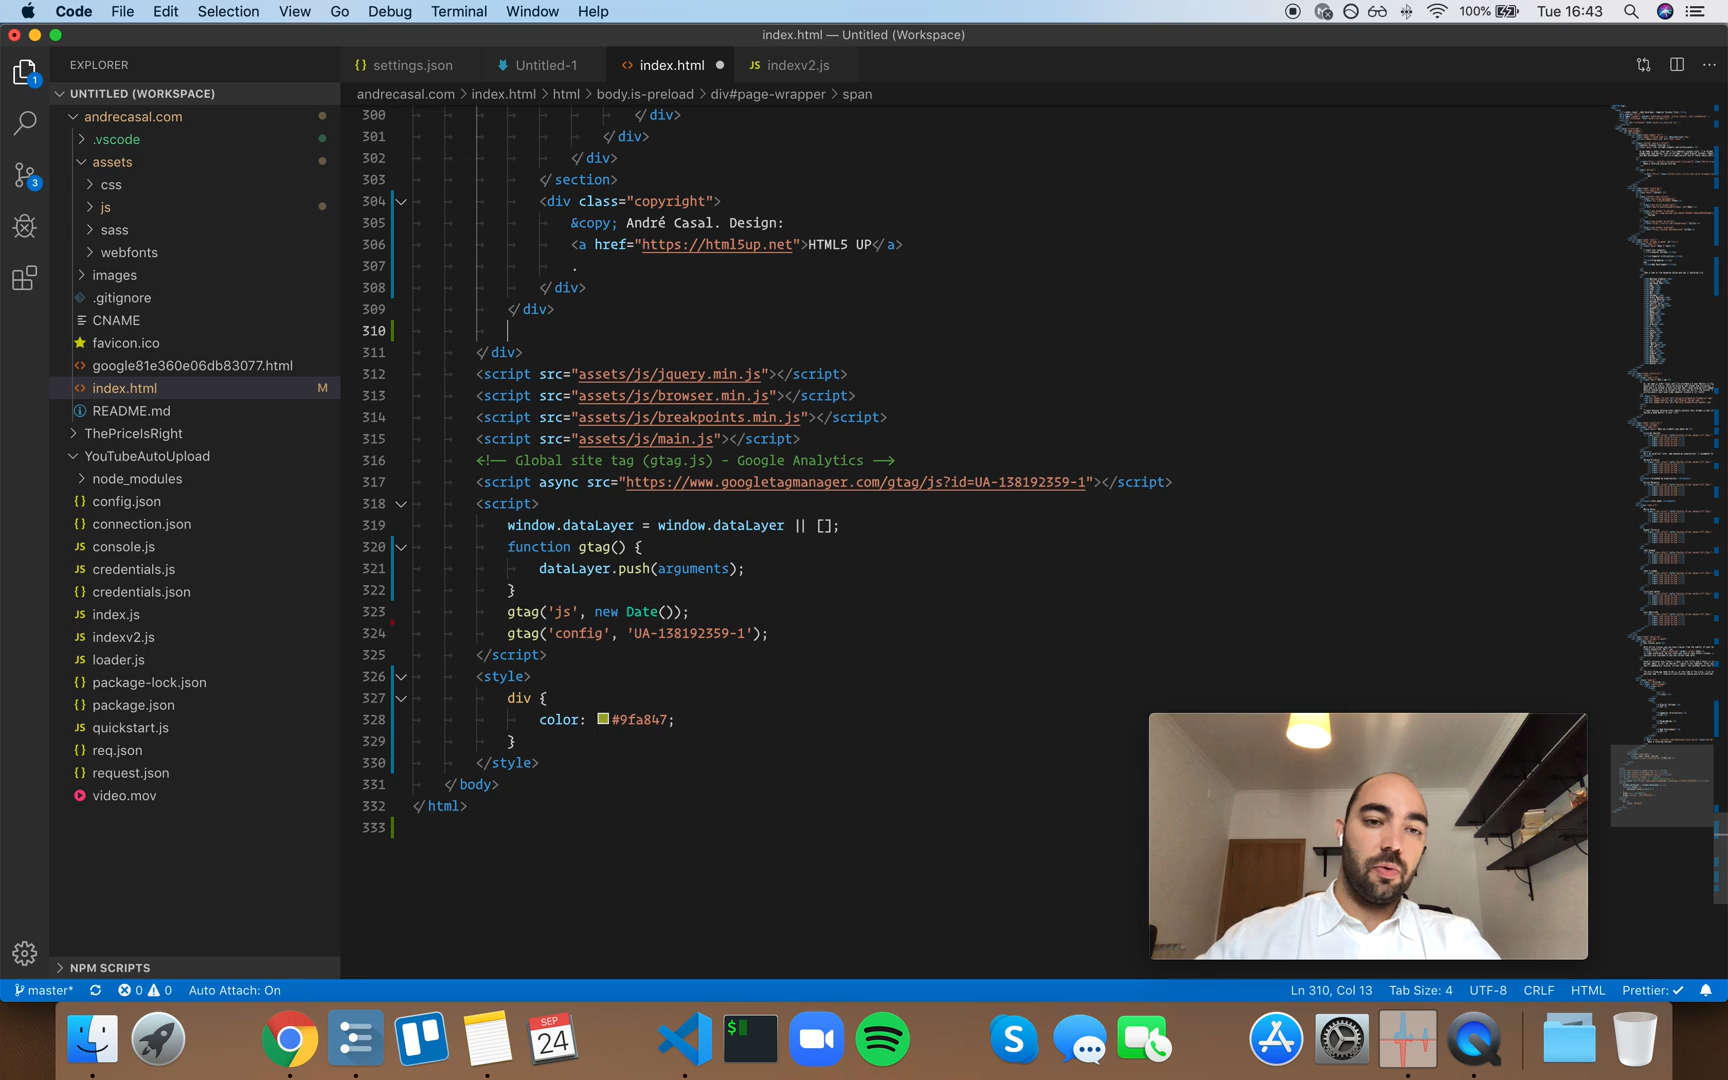 Code File Edit Selection View Go Debug Terminal Window Help 100% Tue 16:43
index.html — Untitled (Workspace)
EXPLORER
settings.json Untitled-1 index.html JS indexv2.js
UNTITLED (WORKSPACE)
andrecasal.com > index.html > html > body.is-preload > div#page-wrapper > span
1
3
andrecasal.com
.vscode
assets
css
js
sass
webfonts
images
.gitignore
CNAME
favicon.ico
google81e360e06db83077.html
index.html M
README.md
ThePriceIsRight
YouTubeAutoUpload
node_modules
{} config.json
{} connection.json
JS console.js
JS credentials.js
{} credentials.json
JS index.js
JS indexv2.js
JS loader.js
{} package-lock.json
{} package.json
JS quickstart.js
{} req.json
{} request.json
video.mov
NPM SCRIPTS
300 </div>
301 </div>
302 </div>
303 </section>
304 <div class="copyright">
305 &copy; André Casal. Design:
306 <a href="https://html5up.net">HTML5 UP</a>
307 .
308 </div>
309 </div>
310
311 </div>
312 <script src="assets/js/jquery.min.js"></script>
313 <script src="assets/js/browser.min.js"></script>
314 <script src="assets/js/breakpoints.min.js"></script>
315 <script src="assets/js/main.js"></script>
316 <!-- Global site tag (gtag.js) - Google Analytics -->
317 <script async src="https://www.googletagmanager.com/gtag/js?id=UA-138192359-1"></script>
318 <script>
319 window.dataLayer = window.dataLayer || [];
320 function gtag() {
321 dataLayer.push(arguments);
322 }
323 gtag('js', new Date());
324 gtag('config', 'UA-138192359-1');
325 </script>
326 <style>
327 div {
328 color: #9fa847;
329 }
330 </style>
331 </body>
332 </html>
333
master* 0 0 Auto Attach: On Ln 310, Col 13 Tab Size: 4 UTF-8 CRLF HTML Prettier: ✓
SEP
24
$
S